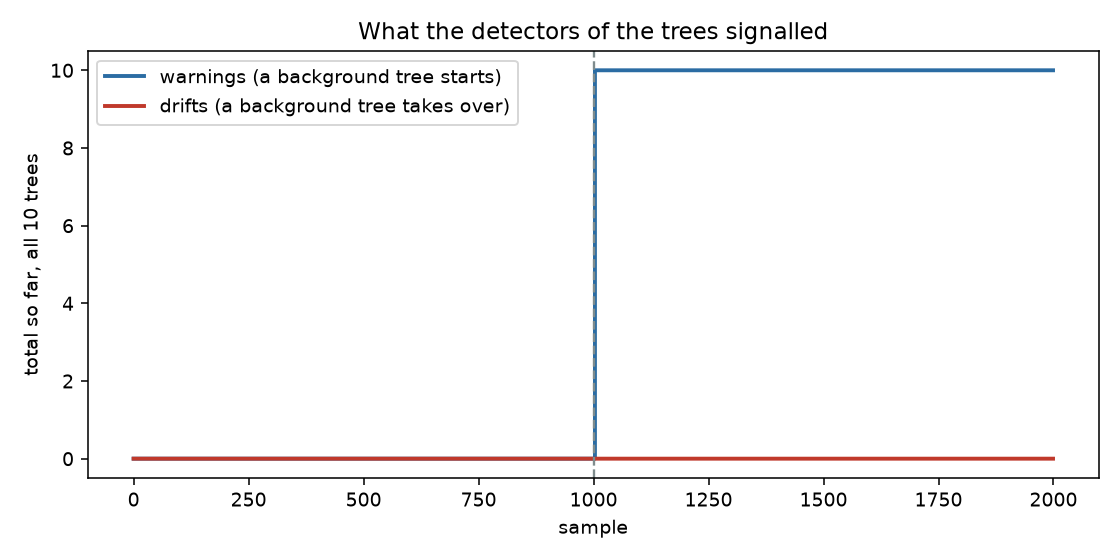 What the detectors of the trees signalled
warnings (a background tree starts)
drifts (a background tree takes over)
total so far, all 10 trees
10
8
6
4
2
0
0 250 500 750 1000 1250 1500 1750 2000
sample